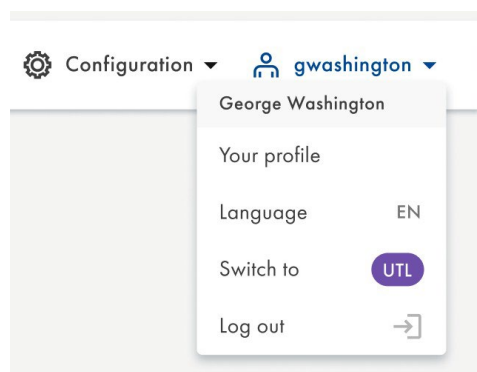 Configuration gwashington
George Washington
Your profile
Language EN
Switch to UTL
Log out